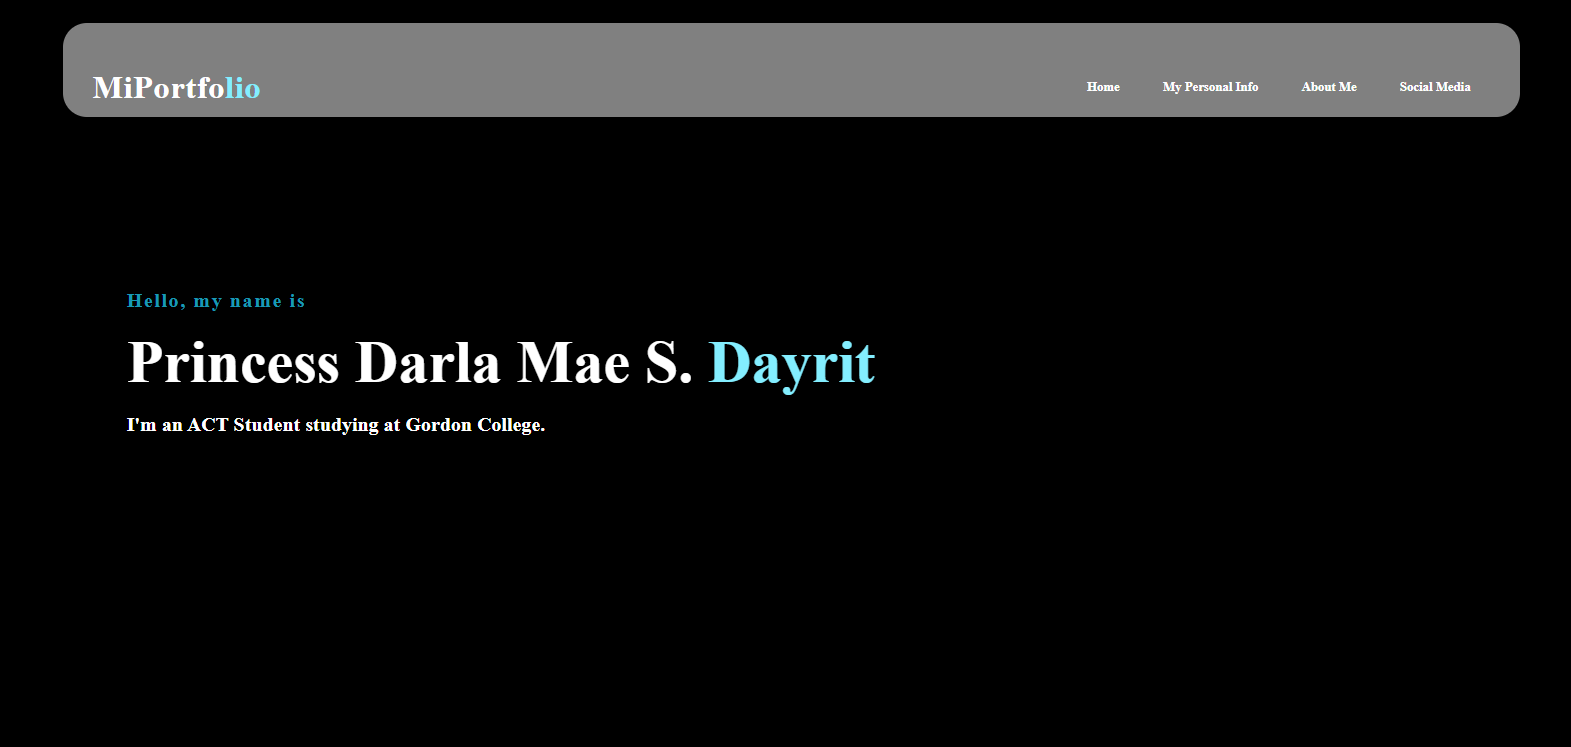 MiPortfolio
Home My Personal Info About Me Social Media
Hello, my name is
Princess Darla Mae S. Dayrit
I'm an ACT Student studying at Gordon College.